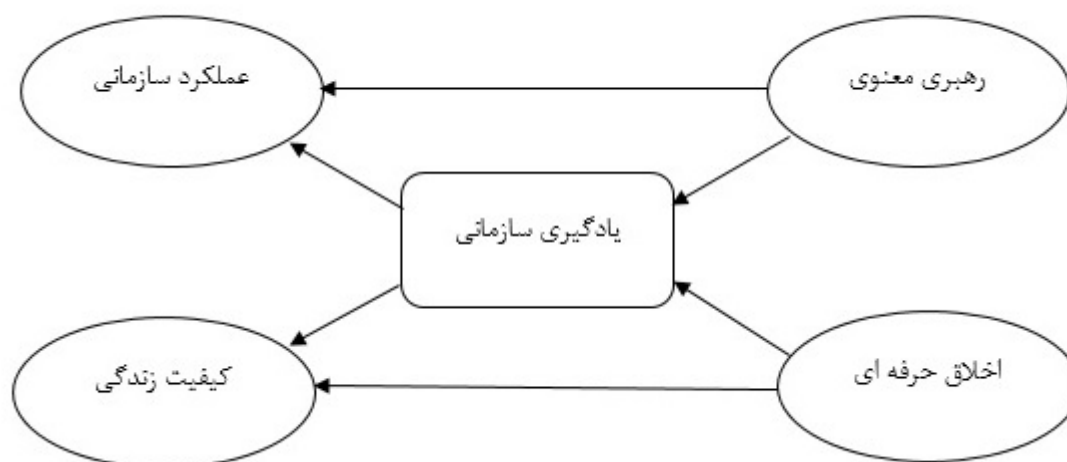 رهبری معنوی
عملکرد سازمانی
یادگیری سازمانی
اخلاق حرفه ای
کیفیت زندگی